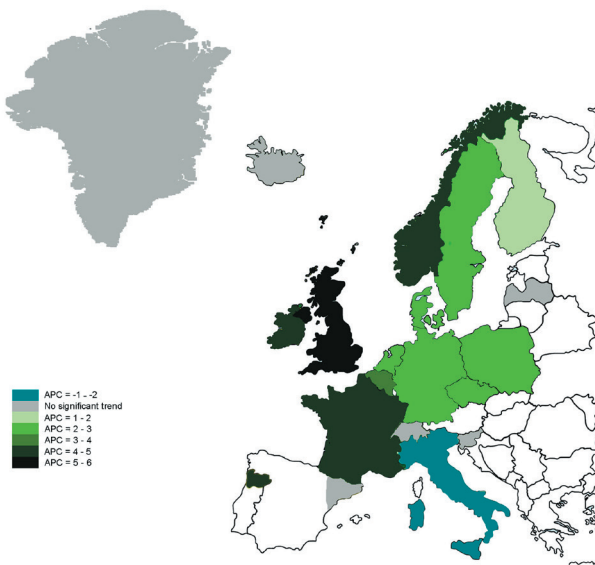 APC = -1 - -2
No significant trend
APC = 1 - 2
APC = 2 - 3
APC = 3 - 4
APC = 4 - 5
APC = 5 - 6